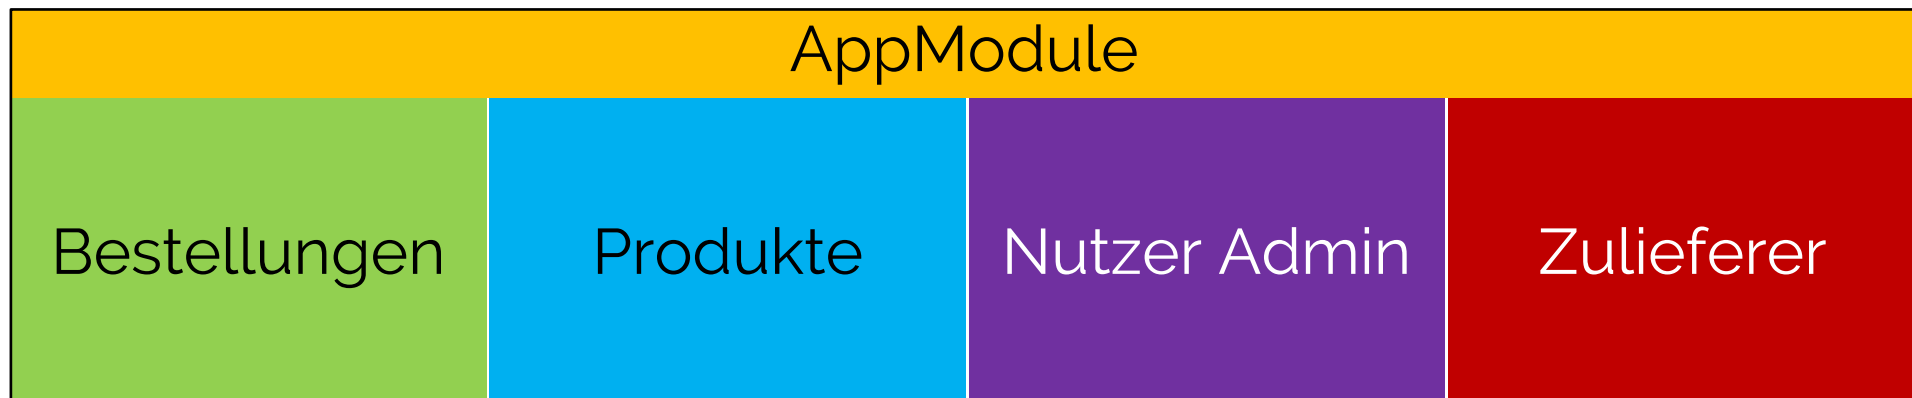 AppModule
Bestellungen
Produkte
Nutzer Admin
Zulieferer